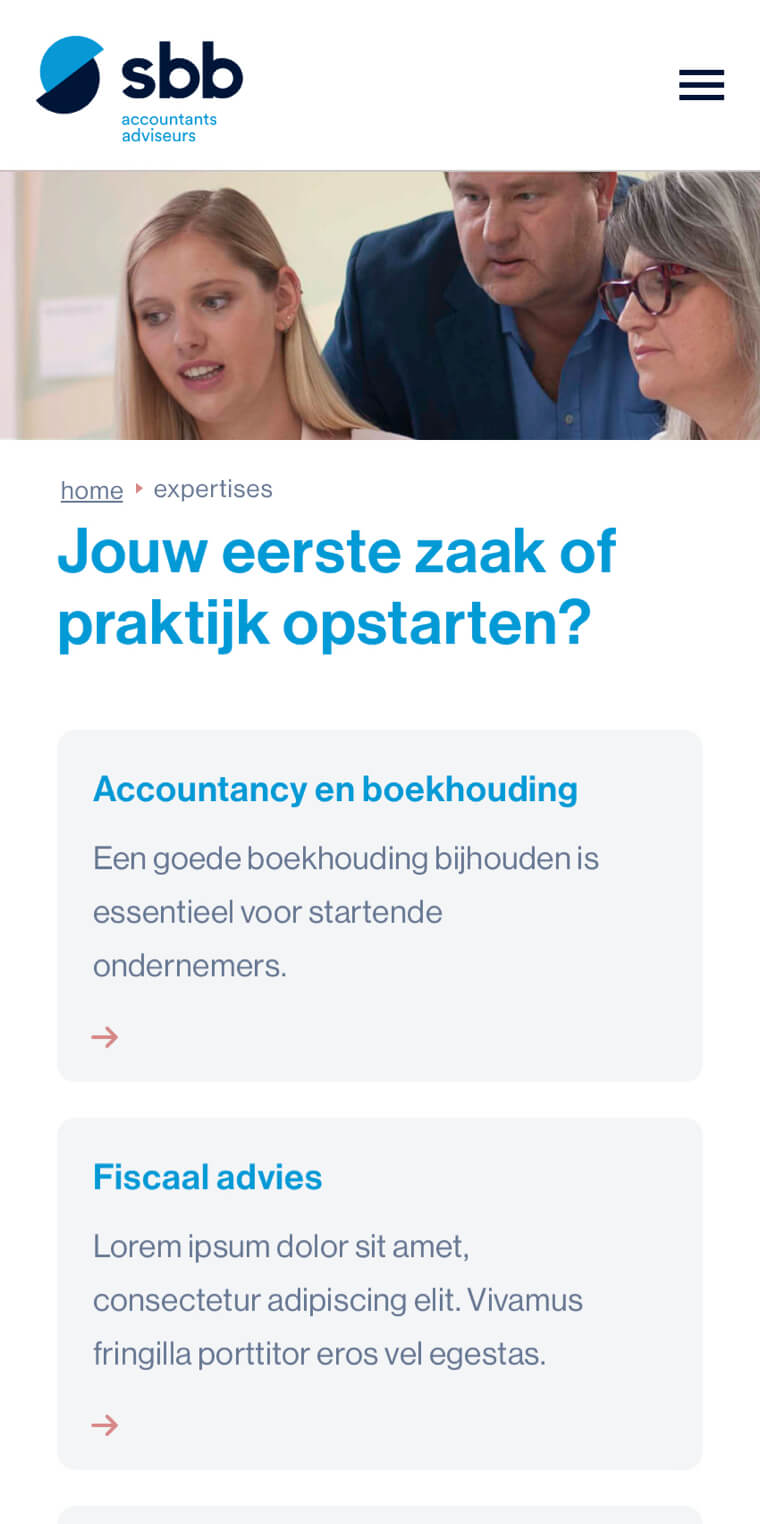 sbb
accountants
adviseurs
home expertises
Jouw eerste zaak of
praktijk opstarten?
Accountancy en boekhouding
Een goede boekhouding bijhouden is
essentieel voor startende
ondernemers.
Fiscaal advies
Lorem ipsum dolor sit amet,
consectetur adipiscing elit. Vivamus
fringilla porttitor eros vel egestas.